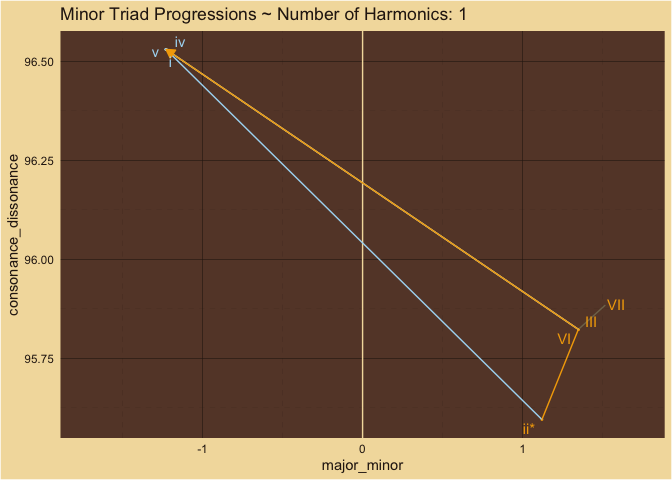 Minor Triad Progressions ~ Number of Harmonics: 1
consonance_dissonance
96.50
96.25
96.00
95.75
iv
v
i
VII
III
VI
ii*
-1
0
1
major_minor